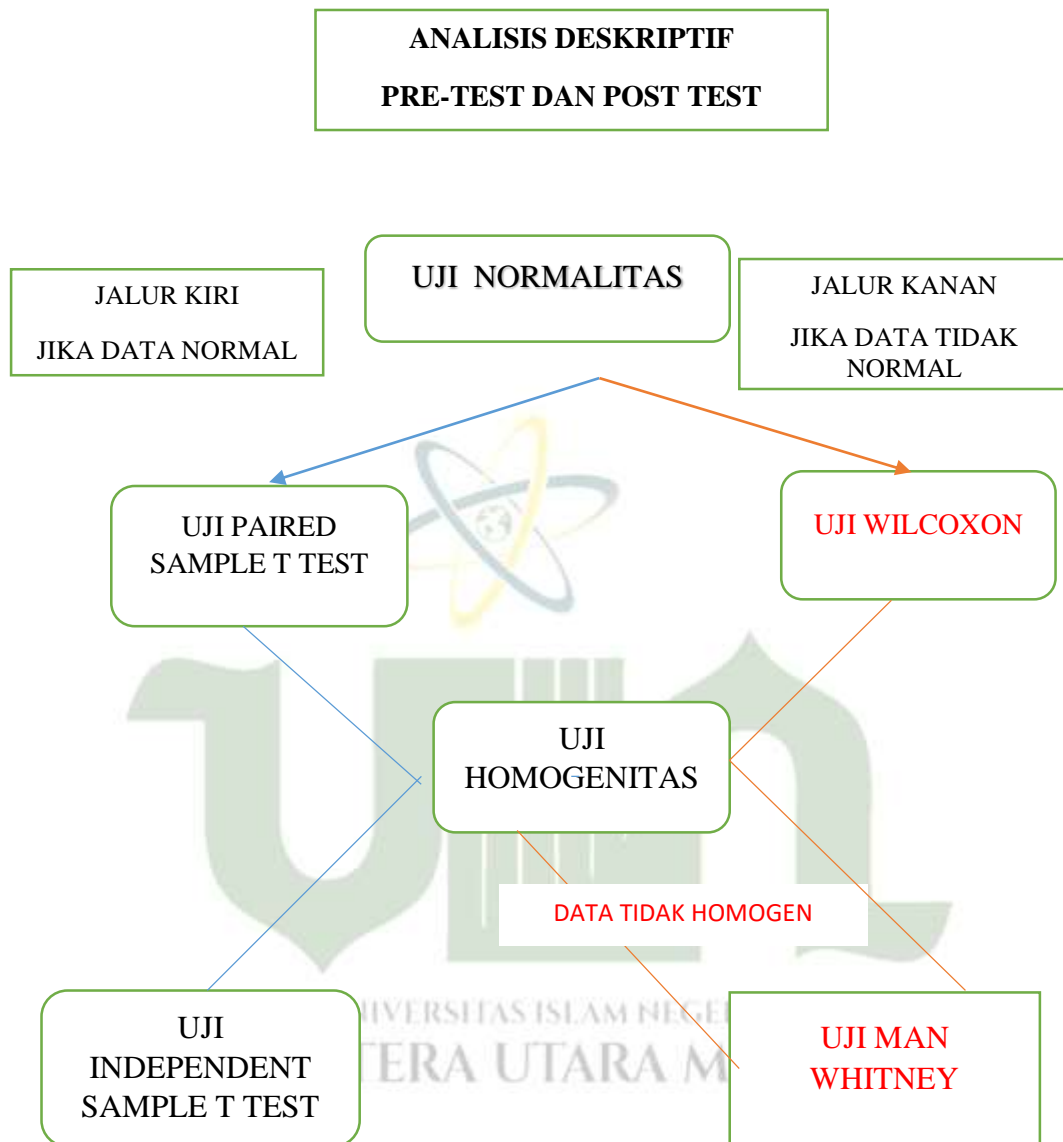 ANALISIS DESKRIPTIF
PRE-TEST DAN POST TEST
UJI NORMALITAS
JALUR KIRI
JIKA DATA NORMAL
JALUR KANAN
JIKA DATA TIDAK
NORMAL
UJI PAIRED
SAMPLE T TEST
UJI WILCOXON
UJI
HOMOGENITAS
DATA TIDAK HOMOGEN
UJI
INDEPENDENT
SAMPLE T TEST
UJI MAN
WHITNEY
ISLAM
UTARA